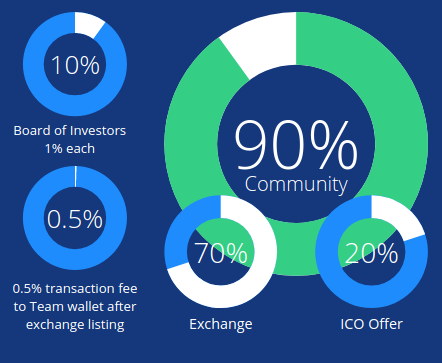 10%
Board of Investors
1% each
0.5%
0.5% transaction fee
to Team wallet after
exchange listing
90%
Community
70%
Exchange
20%
ICO Offer